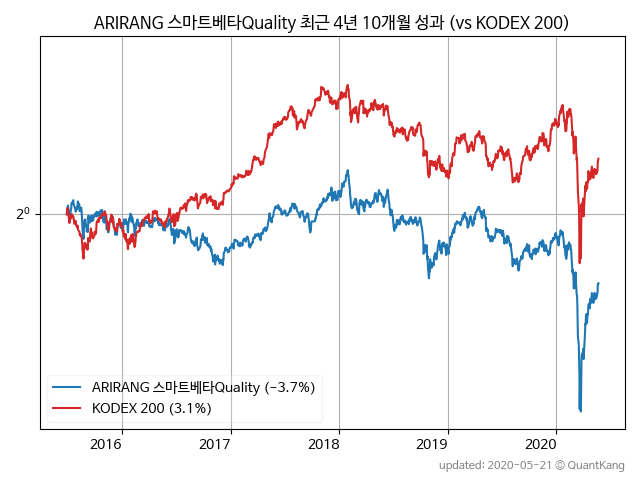 ARIRANG 스마트베타Quality 최근 4년 10개월 성과 (vs KODEX 200)
2⁰
ARIRANG 스마트베타Quality (-3.7%)
KODEX 200 (3.1%)
2016 2017 2018 2019 2020
updated: 2020-05-21 © QuantKang